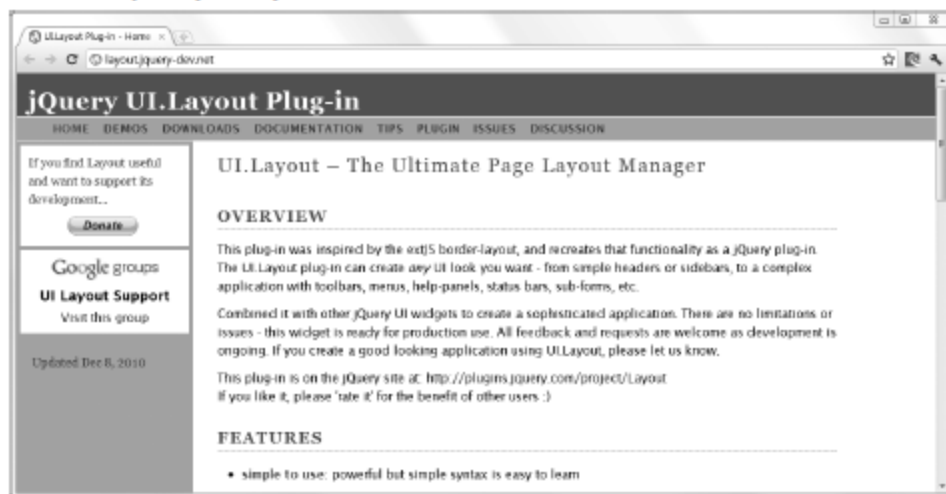 UI.Layout Plug-in - Home
layout.jquery-dev.net
jQuery UI.Layout Plug-in
HOME DEMOS DOWNLOADS DOCUMENTATION TIPS PLUGIN ISSUES DISCUSSION
If you find Layout useful
and want to support its
development...
Donate
Google groups
UI Layout Support
Visit this group
Updated Dec 8, 2010
UI.Layout – The Ultimate Page Layout Manager
OVERVIEW
This plug-in was inspired by the extJS border-layout, and recreates that functionality as a jQuery plug-in.
The UI.Layout plug-in can create any UI look you want - from simple headers or sidebars, to a complex
application with toolbars, menus, help-panels, status bars, sub-forms, etc.
Combined it with other jQuery UI widgets to create a sophisticated application. There are no limitations or
issues - this widget is ready for production use. All feedback and requests are welcome as development is
ongoing. If you create a good looking application using UI.Layout, please let us know.
This plug-in is on the jQuery site at: http://plugins.jquery.com/project/Layout
If you like it, please 'rate it' for the benefit of other users :)
FEATURES
• simple to use: powerful but simple syntax is easy to learn